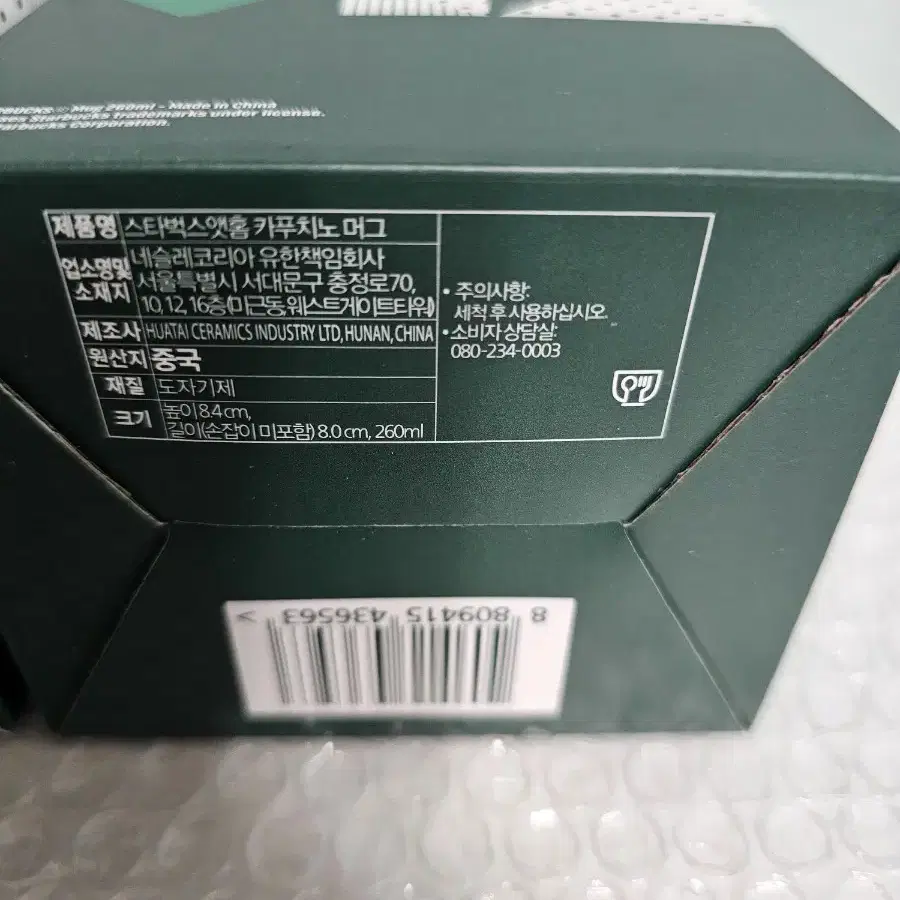 Mug 260ml - Made in China
Starbucks trademarks under license.
Starbucks Corporation.
제품명 스타벅스앳홈 카푸치노 머그
업소명및 소재지 네슬레코리아 유한책임회사
서울특별시 서대문구 충정로70,
10, 12, 16층(미근동,웨스트게이트타워)
제조사 HUATAI CERAMICS INDUSTRY LTD, HUNAN, CHINA
원산지 중국
재질 도자기제
크기 높이 8.4 cm,
길이(손잡이 미포함) 8.0 cm, 260ml
• 주의사항:
세척 후 사용하십시오.
• 소비자 상담실:
080-234-0003
8 809415 436563 >